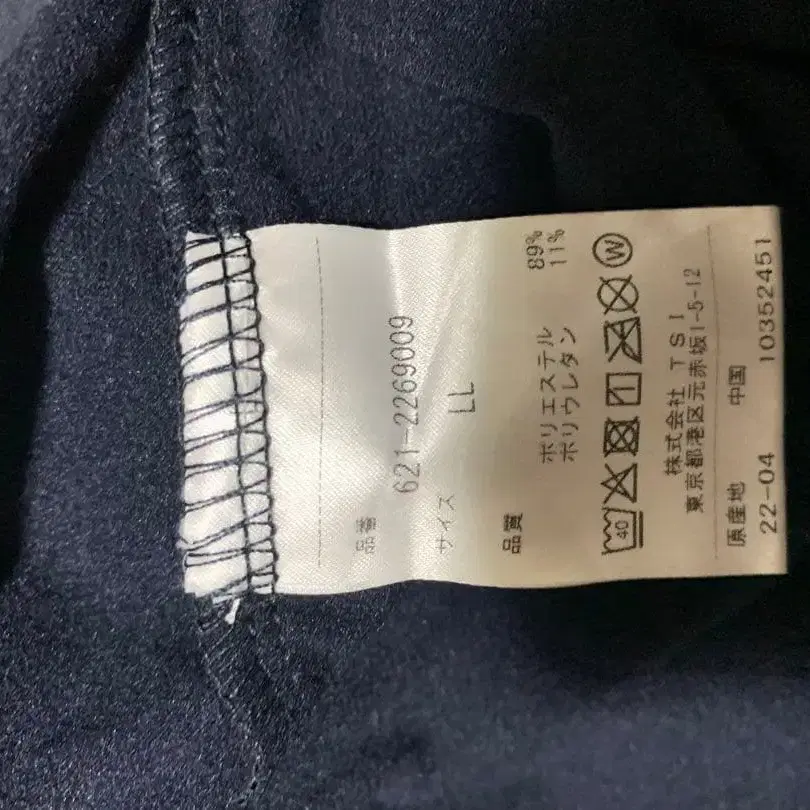 品番
621-2269009
サイズ
LL
品質
ポリエステル 89%
ポリウレタン 11%
40 W
株式会社 TSI
東京都港区元赤坂1-5-12
原産地 中国
22-04 10352451